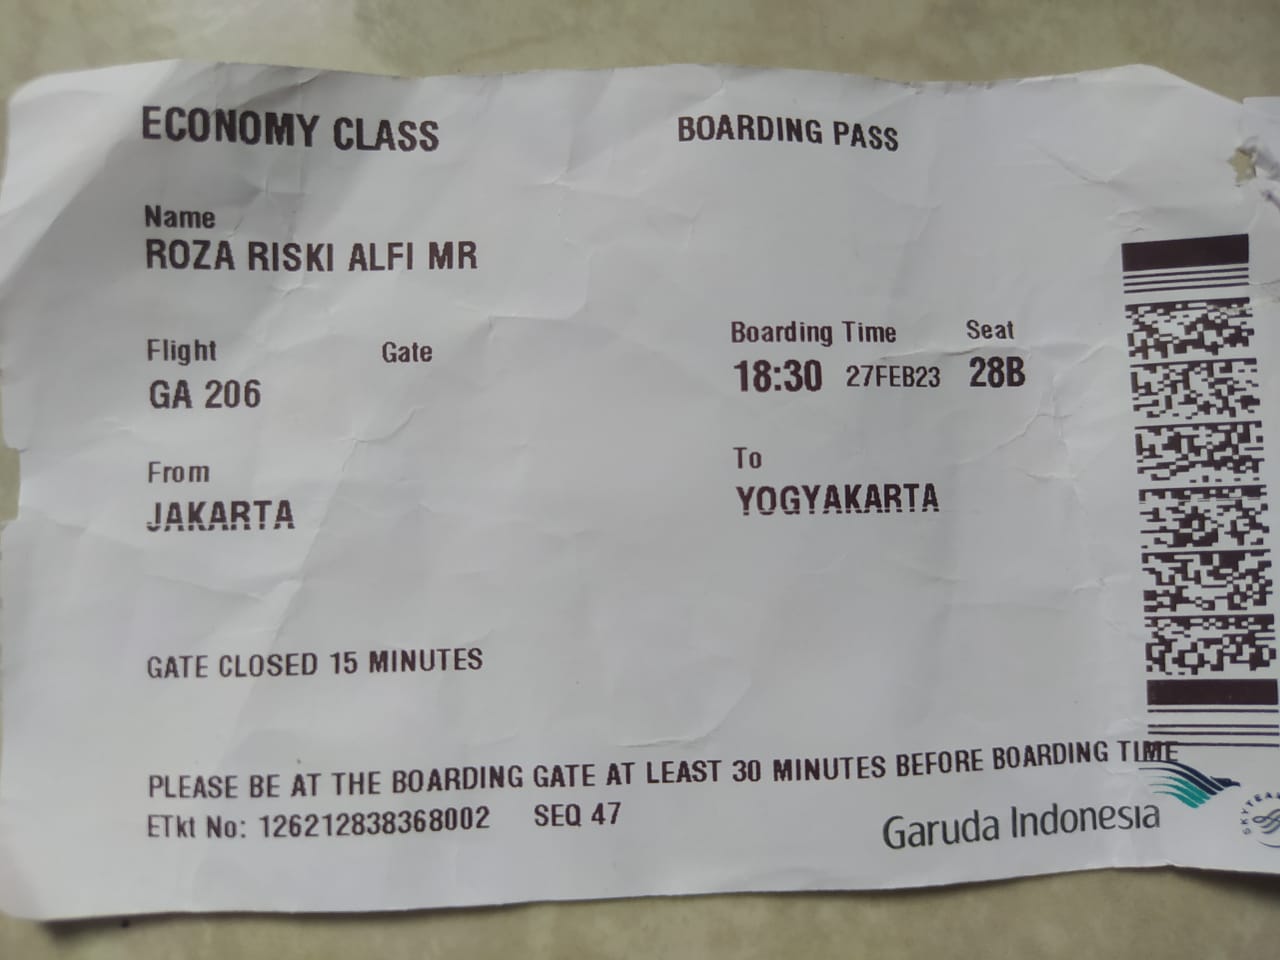 ECONOMY CLASS BOARDING PASS
Name
ROZA RISKI ALFI MR
Flight Gate Boarding Time Seat
GA 206 18:30 27FEB23 28B
From To
JAKARTA YOGYAKARTA
GATE CLOSED 15 MINUTES
PLEASE BE AT THE BOARDING GATE AT LEAST 30 MINUTES BEFORE BOARDING TIME
ETkt No: 126212838368002 SEQ 47
Garuda Indonesia